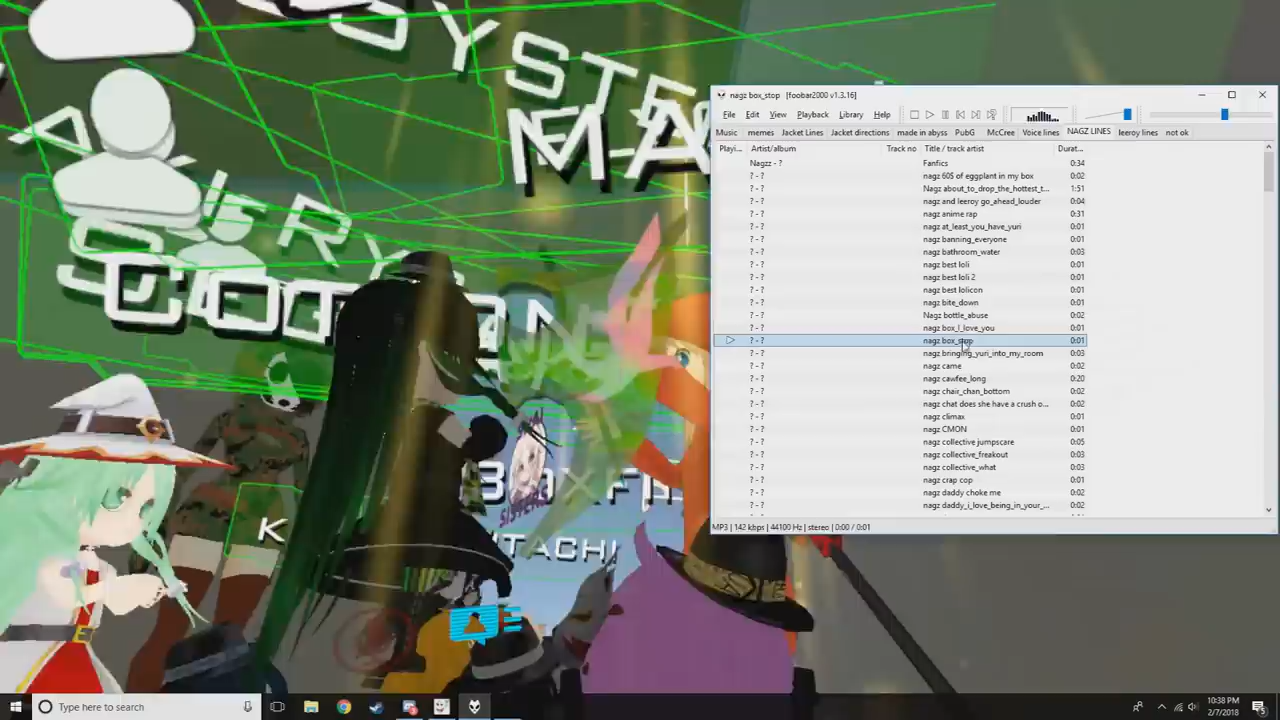 SYSTE
MA
nagz box_stop [foobar2000 v1.3.16]
File Edit View Playback Library Help
Music memes Jacket Lines Jacket directions made in abyss PubG McCree Voice lines NAGZ LINES leeroy lines not ok
Playi... Artist/album Track no Title / track artist Durat...
Nagzz - ? Fanfics 0:34
? - ? nagz 60$ of eggplant in my box 0:02
? - ? Nagz about_to_drop_the_hottest_t... 1:51
? - ? nagz and leeroy go_ahead_louder 0:04
? - ? nagz anime rap 0:31
? - ? nagz at_least_you_have_yuri 0:01
? - ? nagz banning_everyone 0:01
? - ? nagz bathroom_water 0:03
? - ? nagz best loli 0:01
? - ? nagz best loli 2 0:01
? - ? nagz best lolicon 0:01
? - ? nagz bite_down 0:01
? - ? Nagz bottle_abuse 0:02
? - ? nagz box_I_love_you 0:01
? - ? nagz box_stop 0:01
? - ? nagz bringing_yuri_into_my_room 0:03
? - ? nagz came 0:02
? - ? nagz cawfee_long 0:20
? - ? nagz chair_chan_bottom 0:02
? - ? nagz chat does she have a crush o... 0:02
? - ? nagz climax 0:01
? - ? nagz CMON 0:01
? - ? nagz collective jumpscare 0:05
? - ? nagz collective_freakout 0:03
? - ? nagz collective_what 0:03
? - ? nagz crap cop 0:01
? - ? nagz daddy choke me 0:02
? - ? nagz daddy_i_love_being_in_your_... 0:02
MP3 | 142 kbps | 44100 Hz | stereo | 0:00 / 0:01
K
ITACHI
SISTERS
Type here to search
10:38 PM
2/7/2018